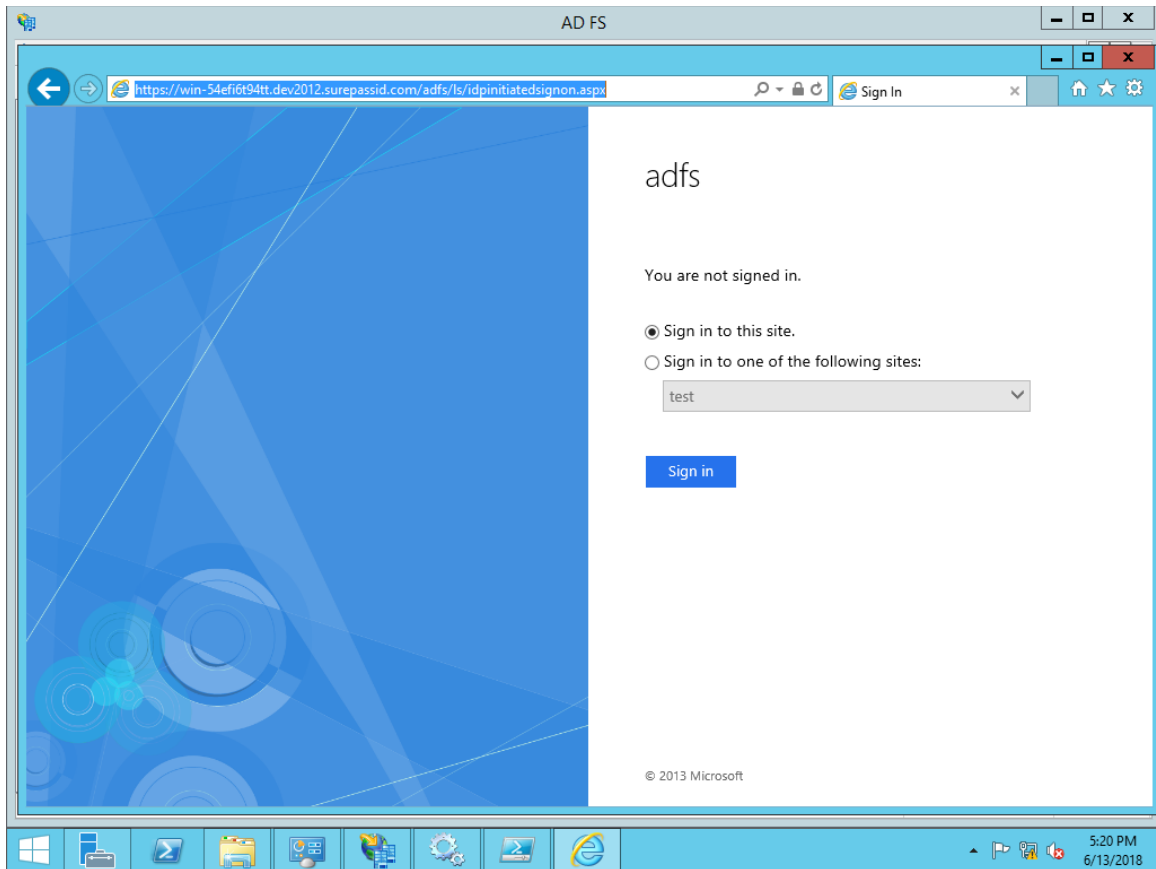 AD FS
https://win-54efi6t94tt.dev2012.surepassid.com/adfs/ls/idpinitiatedsignon.aspx
Sign In
adfs
You are not signed in.
Sign in to this site.
Sign in to one of the following sites:
test
Sign in
© 2013 Microsoft
5:20 PM
6/13/2018